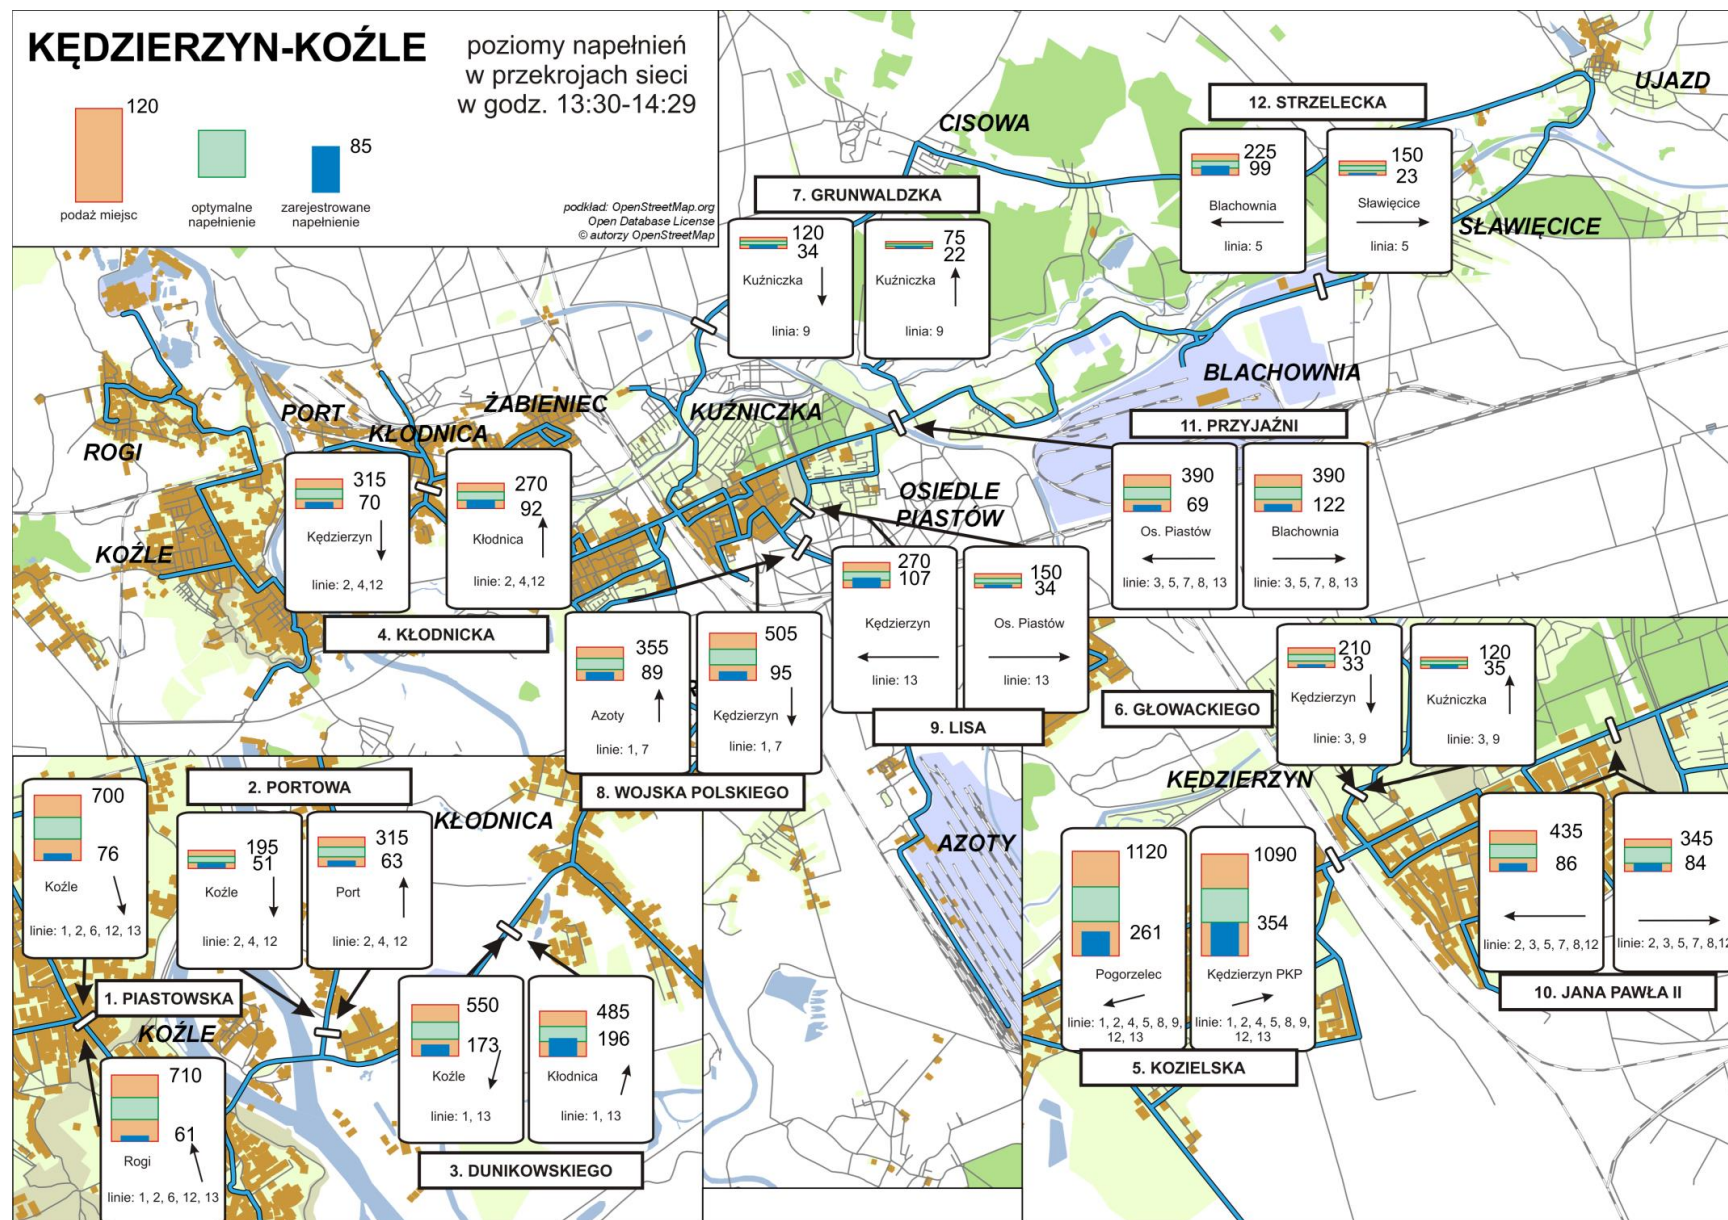 KĘDZIERZYN-KOŹLE
poziomy napełnień
w przekrojach sieci
w godz. 13:30-14:29
120
85
podaż miejsc
optymalne
napełnienie
zarejestrowane
napełnienie
podkład: OpenStreetMap.org
Open Database License
© autorzy OpenStreetMap
UJAZD
CISOWA
12. STRZELECKA
225
99
Blachownia
linia: 5
150
23
Sławięcice
linia: 5
SŁAWIĘCICE
7. GRUNWALDZKA
120
34
Kuźniczka
linia: 9
75
22
Kuźniczka
linia: 9
BLACHOWNIA
ROGI
PORT
KŁODNICA
ŻABIENIEC
KUŹNICZKA
OSIEDLE
PIASTÓW
KOŹLE
315
70
Kędzierzyn
linie: 2, 4,12
270
92
Kłodnica
linie: 2, 4,12
4. KŁODNICKA
11. PRZYJAŹNI
390
69
Os. Piastów
linie: 3, 5, 7, 8, 13
390
122
Blachownia
linie: 3, 5, 7, 8, 13
270
107
Kędzierzyn
linie: 13
150
34
Os. Piastów
linie: 13
9. LISA
355
89
Azoty
linie: 1, 7
505
95
Kędzierzyn
linie: 1, 7
8. WOJSKA POLSKIEGO
6. GŁOWACKIEGO
210
33
Kędzierzyn
linie: 3, 9
120
35
Kuźniczka
linie: 3, 9
KĘDZIERZYN
AZOTY
700
76
Koźle
linie: 1, 2, 6, 12, 13
2. PORTOWA
195
51
Koźle
linie: 2, 4, 12
315
63
Port
linie: 2, 4, 12
KŁODNICA
1. PIASTOWSKA
KOŹLE
710
61
Rogi
linie: 1, 2, 6, 12, 13
550
173
Koźle
linie: 1, 13
485
196
Kłodnica
linie: 1, 13
3. DUNIKOWSKIEGO
1120
261
Pogorzelec
linie: 1, 2, 4, 5, 8, 9,
12, 13
1090
354
Kędzierzyn PKP
linie: 1, 2, 4, 5, 8, 9,
12, 13
5. KOZIELSKA
435
86
linie: 2, 3, 5, 7, 8,12
345
84
linie: 2, 3, 5, 7, 8,12
10. JANA PAWŁA II